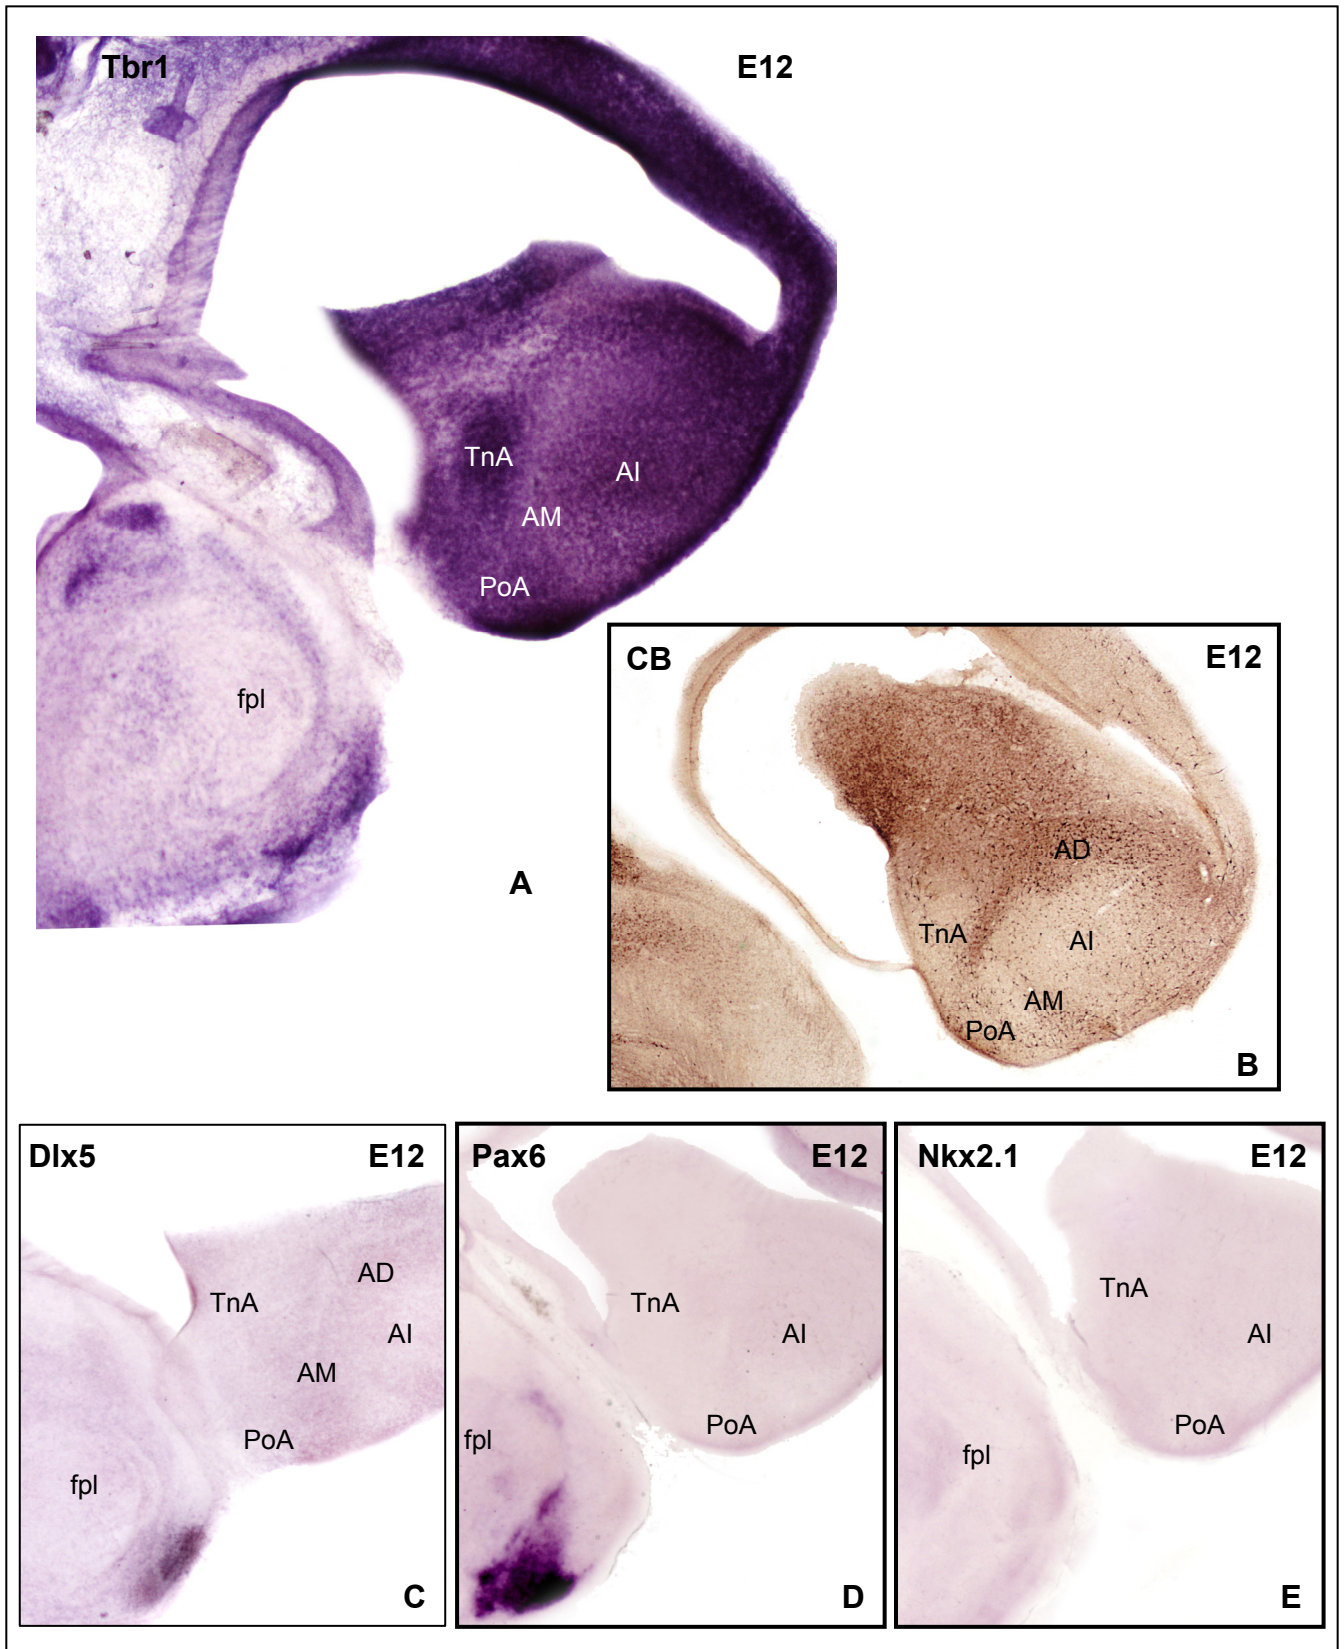 Tbr1 E12
TnA
AI
AM
PoA
fpl
A
CB E12
AD
TnA
AI
AM
PoA
B
Dlx5 E12
AD
TnA
AI
AM
PoA
fpl
C
Pax6 E12
TnA
AI
PoA
fpl
D
Nkx2.1 E12
TnA
AI
PoA
fpl
E